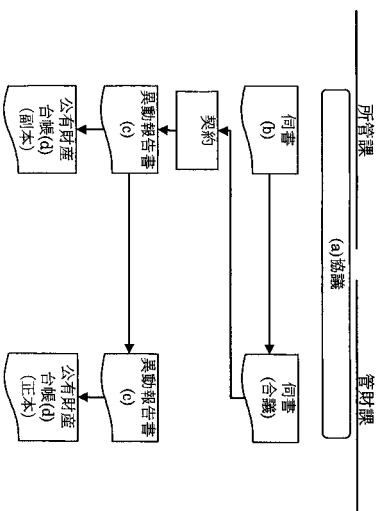 所管課
管財課
(a)協議
伺書
(b)
伺書
(合議)
契約
異動報告書
(c)
異動報告書
(c)
公有財産
台帳(d)
(副本)
公有財産
台帳(d)
(正本)